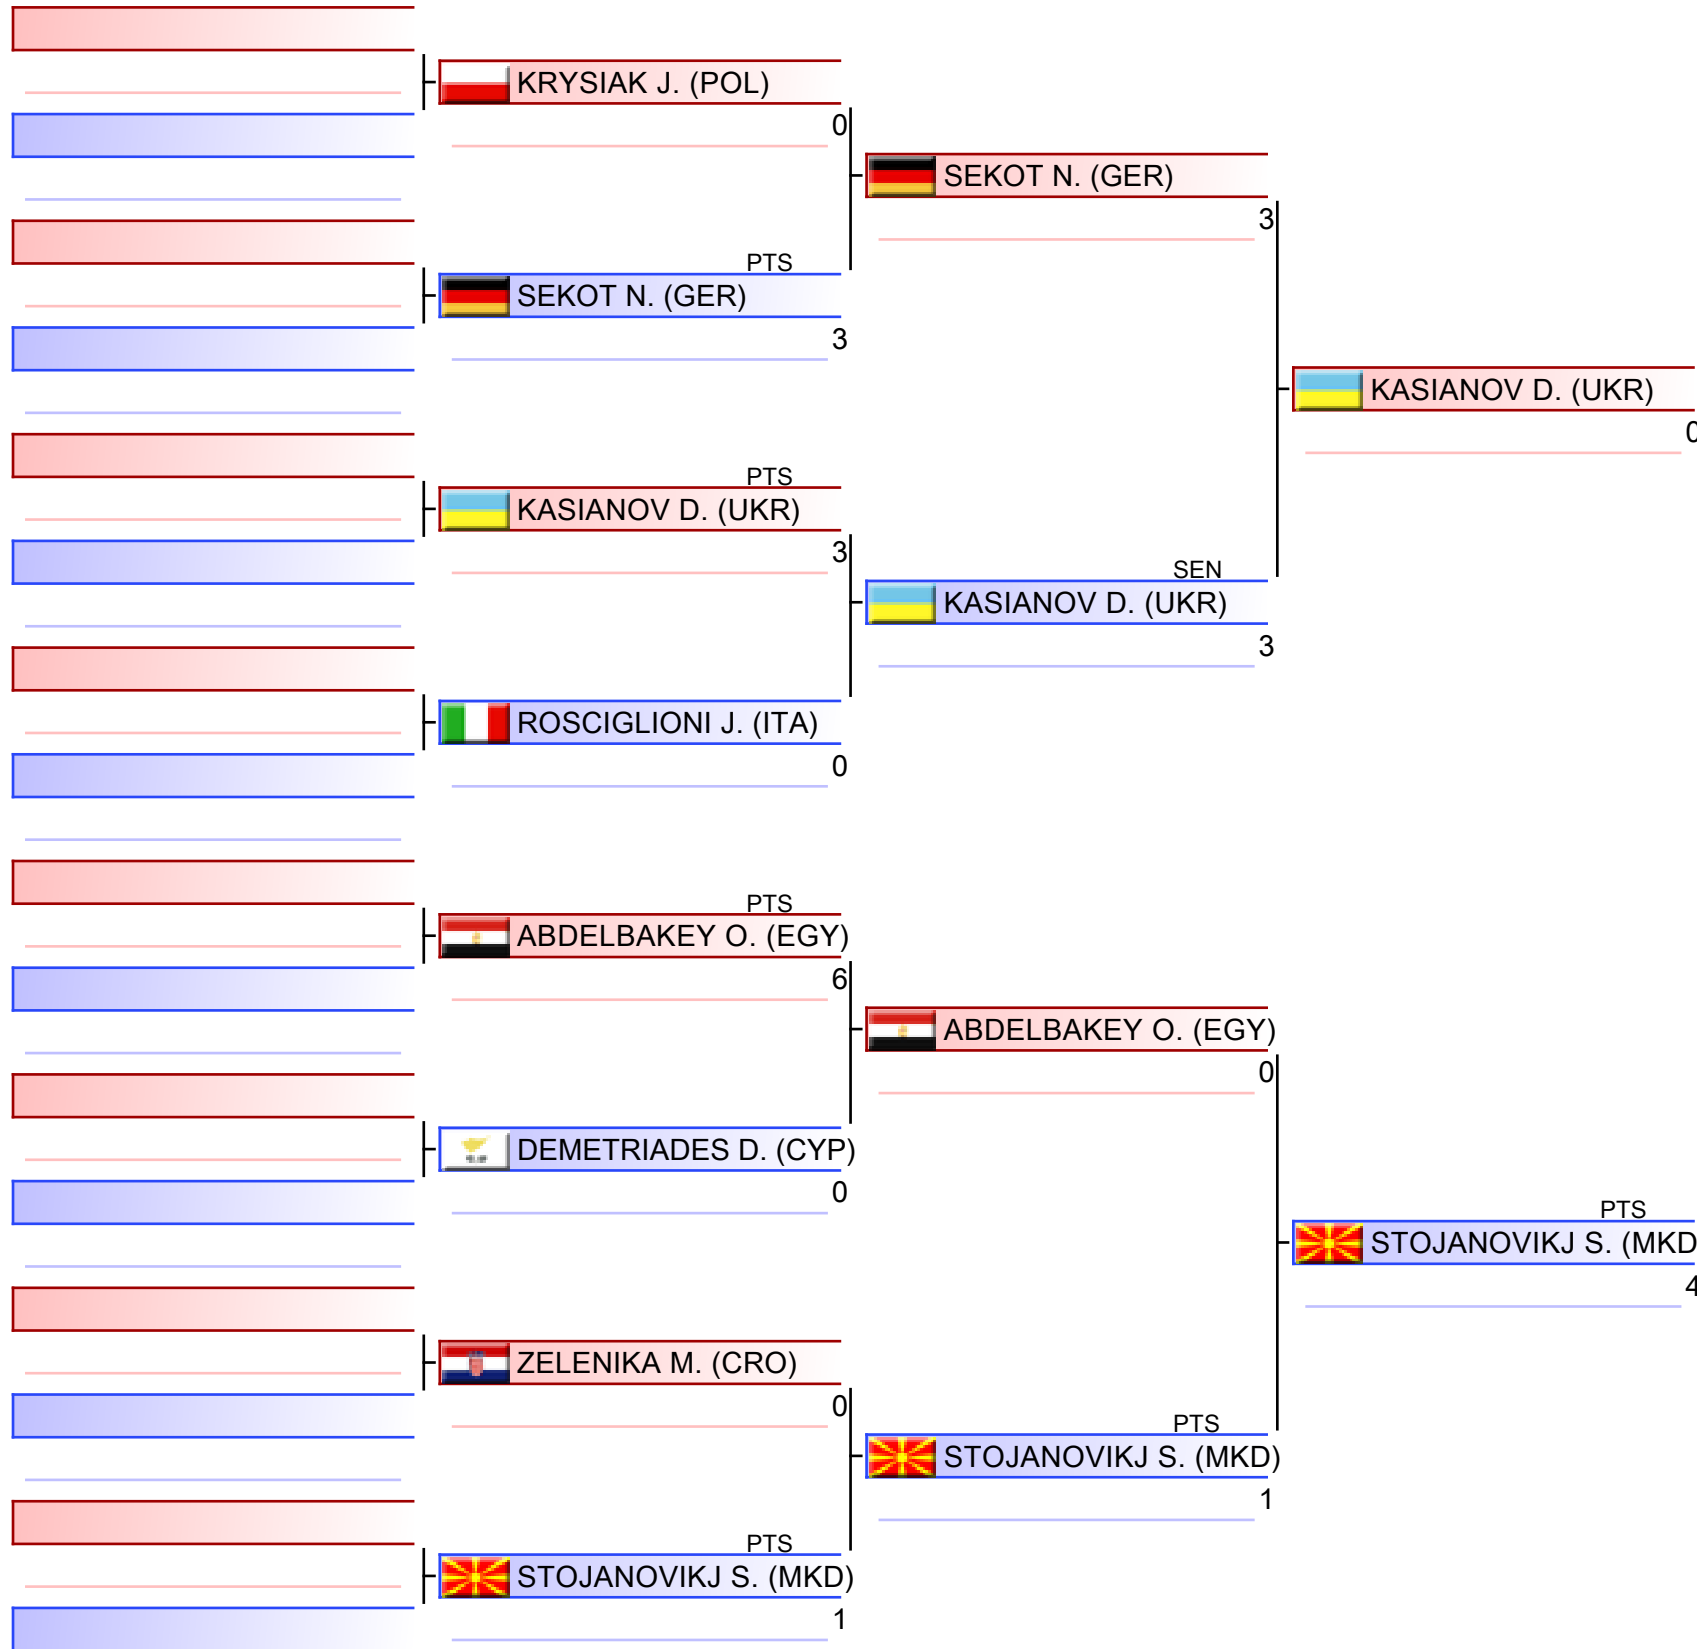 KRYSIAK J. (POL)
0
PTS
SEKOT N. (GER)
3
PTS
KASIANOV D. (UKR)
3
ROSCIGLIONI J. (ITA)
0
PTS
ABDELBAKEY O. (EGY)
6
DEMETRIADES D. (CYP)
0
ZELENIKA M. (CRO)
0
PTS
STOJANOVIKJ S. (MKD)
1
SEKOT N. (GER)
3
SEN
KASIANOV D. (UKR)
3
ABDELBAKEY O. (EGY)
0
PTS
STOJANOVIKJ S. (MKD)
1
KASIANOV D. (UKR)
0
PTS
STOJANOVIKJ S. (MKD
4